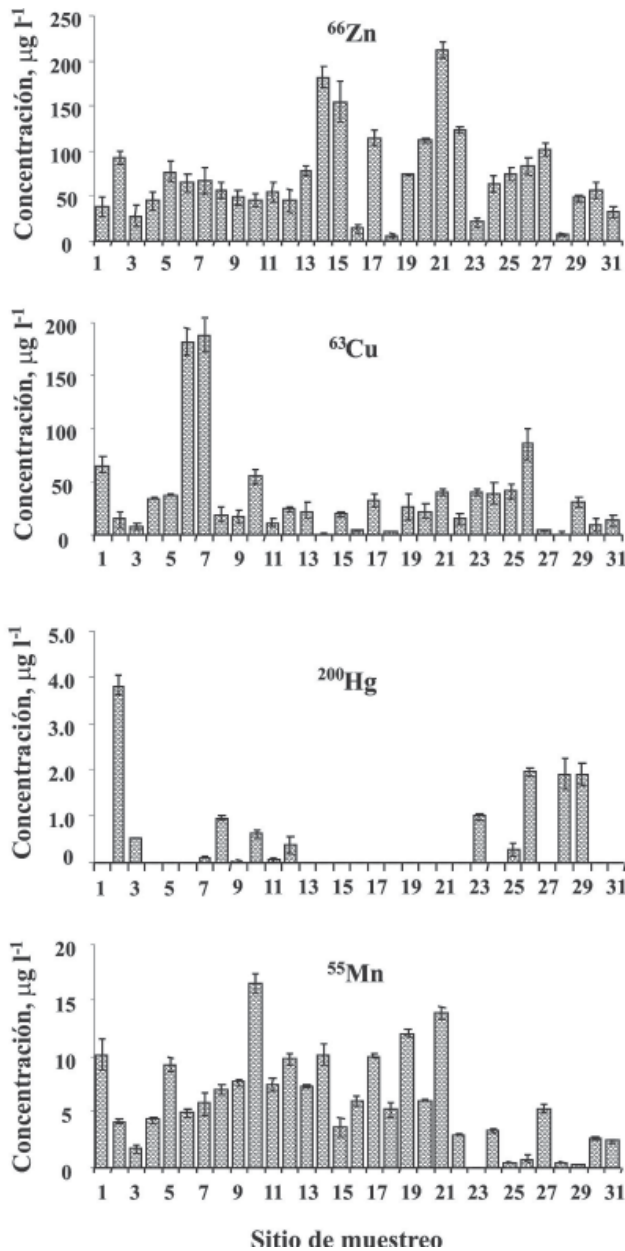 Concentración, µg l⁻¹
250
200
150
100
50
0
⁶⁶Zn
1 3 5 7 9 11 13 15 17 19 21 23 25 27 29 31
Concentración, µg l⁻¹
200
150
100
50
0
⁶³Cu
1 3 5 7 9 11 13 15 17 19 21 23 25 27 29 31
Concentración, µg l⁻¹
5.0
4.0
3.0
2.0
1.0
0
²⁰⁰Hg
1 3 5 7 9 11 13 15 17 19 21 23 25 27 29 31
Concentración, µg l⁻¹
20
15
10
5
0
⁵⁵Mn
1 3 5 7 9 11 13 15 17 19 21 23 25 27 29 31
Sitio de muestreo